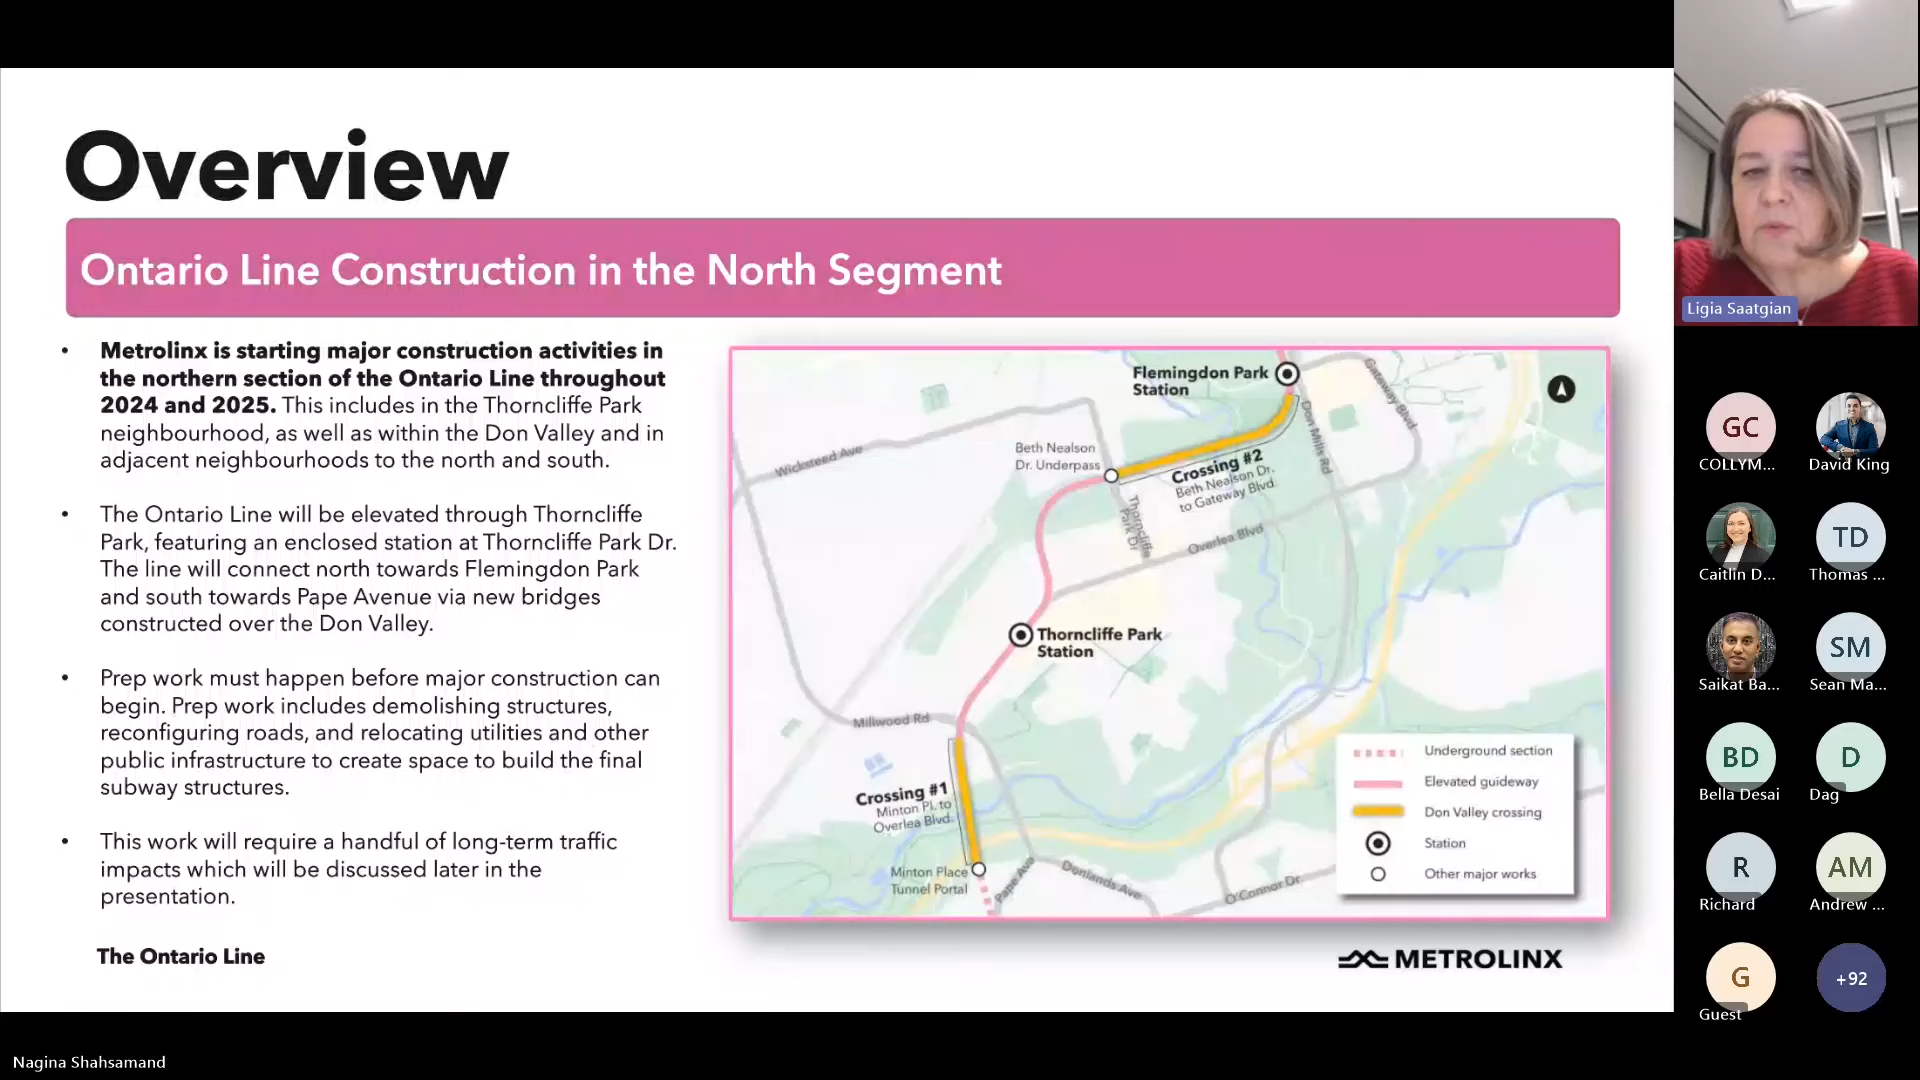 Overview
Ontario Line Construction in the North Segment
• Metrolinx is starting major construction activities in
the northern section of the Ontario Line throughout
2024 and 2025. This includes in the Thorncliffe Park
neighbourhood, as well as within the Don Valley and in
adjacent neighbourhoods to the north and south.
• The Ontario Line will be elevated through Thorncliffe
Park, featuring an enclosed station at Thorncliffe Park Dr.
The line will connect north towards Flemingdon Park
and south towards Pape Avenue via new bridges
constructed over the Don Valley.
• Prep work must happen before major construction can
begin. Prep work includes demolishing structures,
reconfiguring roads, and relocating utilities and other
public infrastructure to create space to build the final
subway structures.
• This work will require a handful of long-term traffic
impacts which will be discussed later in the
presentation.
The Ontario Line
Flemingdon Park
Station
Gateway Blvd
Don Mills Rd
Wicksteed Ave
Beth Nealson
Dr. Underpass
Crossing #2
Beth Nealson Dr.
to Gateway Blvd.
Thorncliffe
Park Dr
Overlea Blvd
Thorncliffe Park
Station
Millwood Rd
Crossing #1
Minton Pl. to
Overlea Blvd.
Minton Place
Tunnel Portal
Pape Ave
Donlands Ave
O'Connor Dr
Underground section
Elevated guideway
Don Valley crossing
Station
Other major works
METROLINX
Ligia Saatgian
GC
COLLYM...
David King
Caitlin D...
TD
Thomas ...
Saikat Ba...
SM
Sean Ma...
BD
Bella Desai
D
Dag
R
Richard
AM
Andrew ...
G
Guest
+92
Nagina Shahsamand